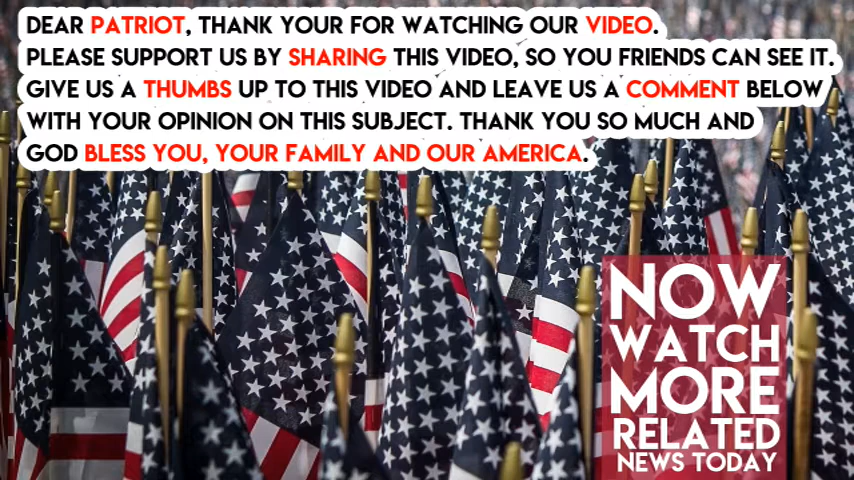 DEAR PATRIOT, THANK YOUR FOR WATCHING OUR VIDEO.
PLEASE SUPPORT US BY SHARING THIS VIDEO, SO YOU FRIENDS CAN SEE IT.
GIVE US A THUMBS UP TO THIS VIDEO AND LEAVE US A COMMENT BELOW
WITH YOUR OPINION ON THIS SUBJECT. THANK YOU SO MUCH AND
GOD BLESS YOU, YOUR FAMILY AND OUR AMERICA.
NOW
WATCH
MORE
RELATED
NEWS TODAY